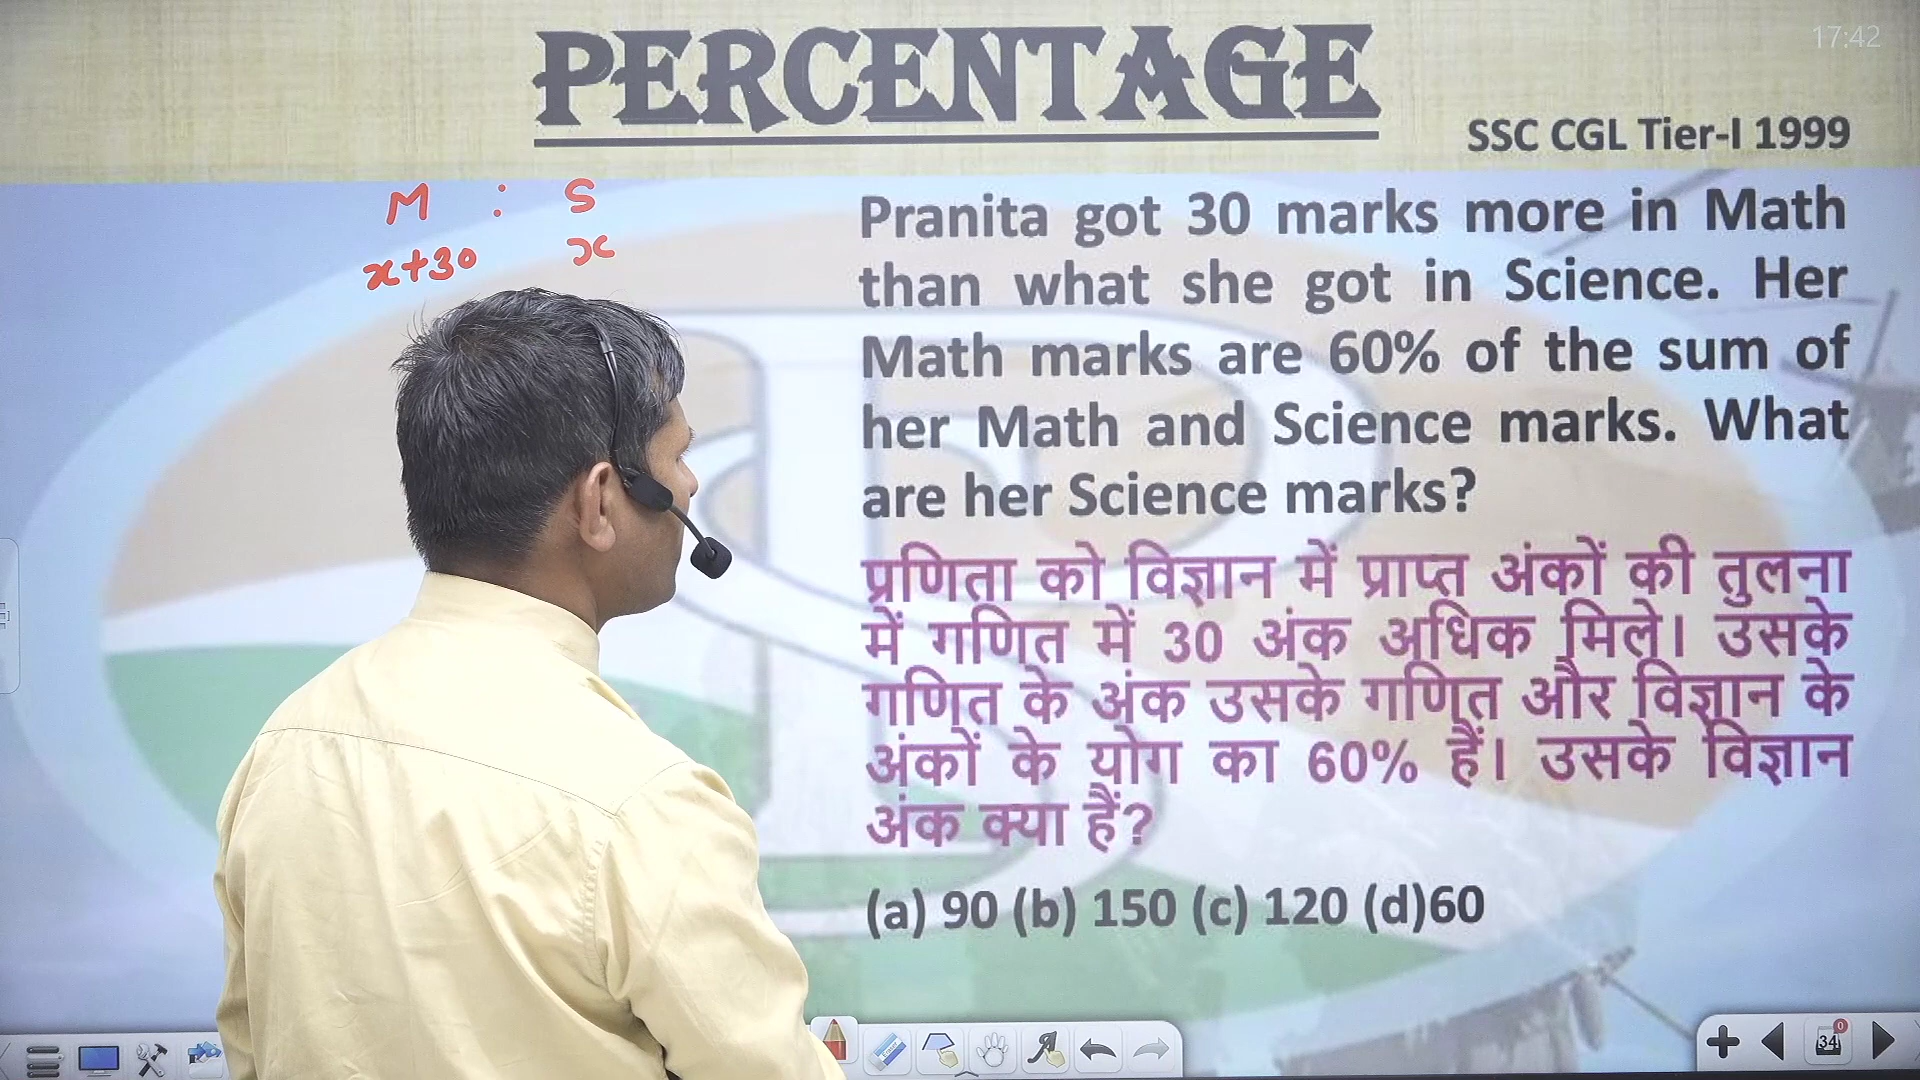 PERCENTAGE
17:42
SSC CGL Tier-I 1999
M : S
x+30 x
Pranita got 30 marks more in Math
than what she got in Science. Her
Math marks are 60% of the sum of
her Math and Science marks. What
are her Science marks?
प्रणिता को विज्ञान में प्राप्त अंकों की तुलना
में गणित में 30 अंक अधिक मिले। उसके
गणित के अंक उसके गणित और विज्ञान के
अंकों के योग का 60% हैं। उसके विज्ञान
अंक क्या हैं?
(a) 90 (b) 150 (c) 120 (d)60
34
0